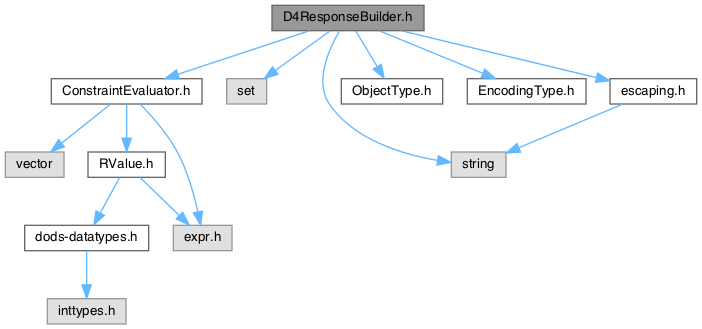 D4ResponseBuilder.h
ConstraintEvaluator.h
set
ObjectType.h
EncodingType.h
escaping.h
vector
RValue.h
string
dods-datatypes.h
expr.h
inttypes.h